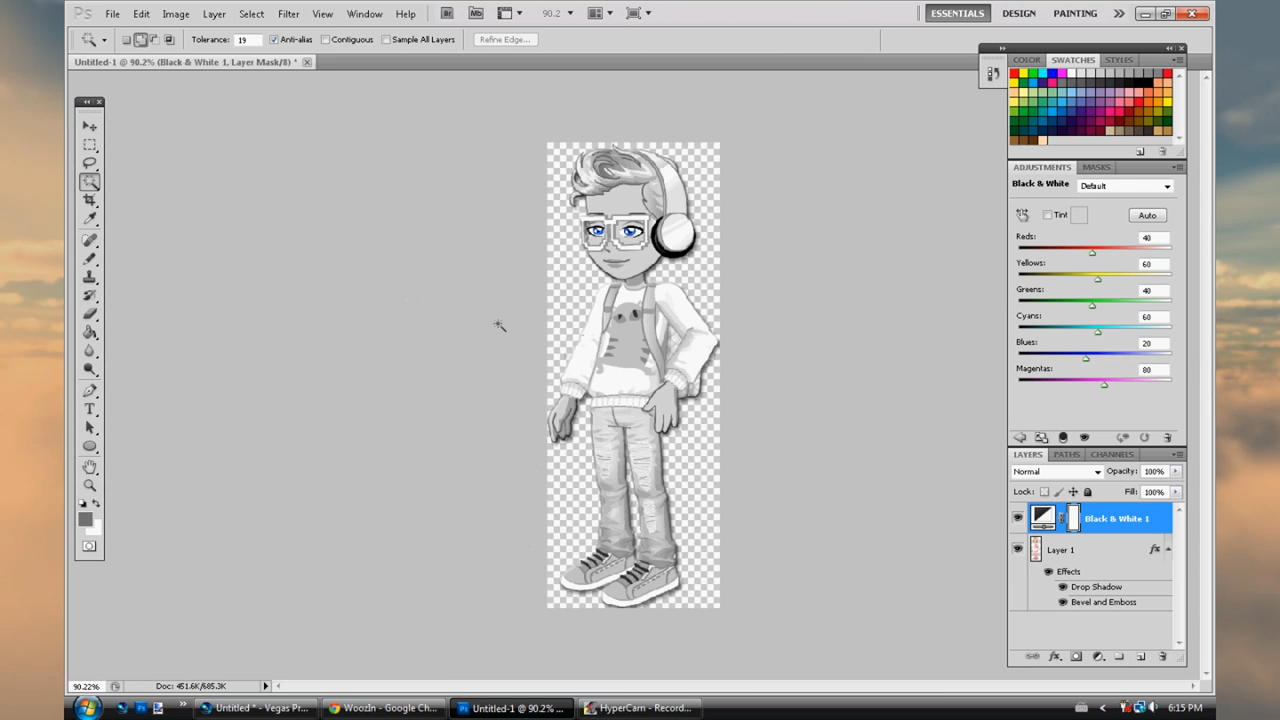 Ps File Edit Image Layer Select Filter View Window Help Br Mb 90.2 ESSENTIALS DESIGN PAINTING
Tolerance: 19 Anti-alias Contiguous Sample All Layers Refine Edge...
Untitled-1 @ 90.2% (Black & White 1, Layer Mask/8) *
COLOR SWATCHES STYLES
ADJUSTMENTS MASKS
Black & White Default
Tint Auto
Reds: 40
Yellows: 60
Greens: 40
Cyans: 60
Blues: 20
Magentas: 80
LAYERS PATHS CHANNELS
Normal Opacity: 100%
Lock: Fill: 100%
Black & White 1
Layer 1 fx
Effects
Drop Shadow
Bevel and Emboss
90.22% Doc: 451.6K/685.3K
Untitled * - Vegas Pr... WoozIn - Google Ch... Untitled-1 @ 90.2% ... HyperCam - Record... 6:15 PM